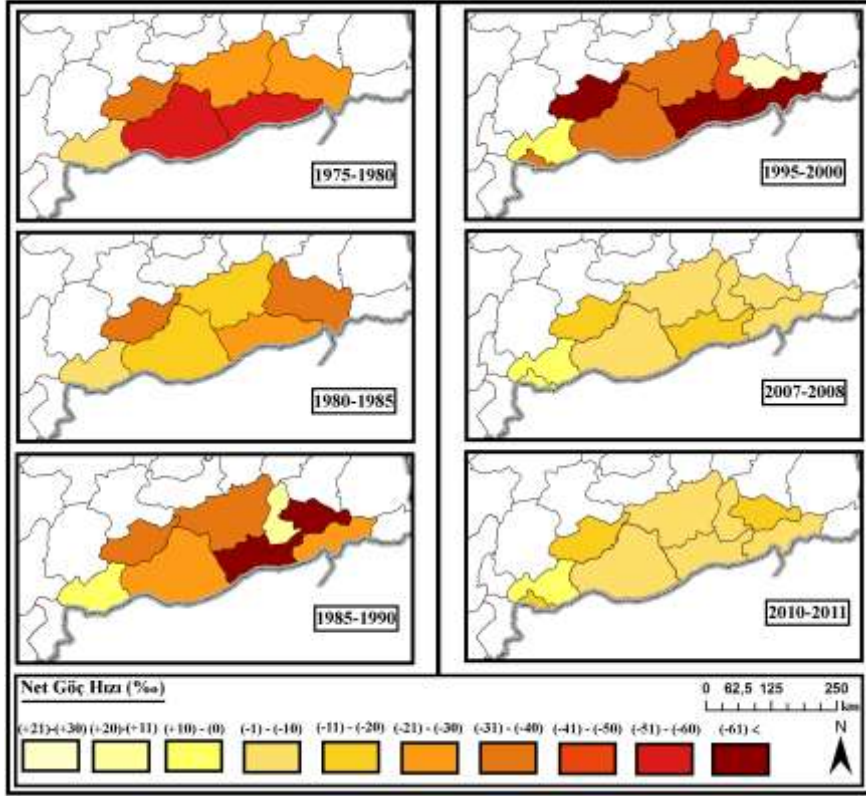 1975-1980
1995-2000
1980-1985
2007-2008
1985-1990
2010-2011
Net Göç Hızı (‰)
0 62,5 125 250
km
(+21)-(+30) (+20)-(+11) (+10) - (0) (-1) - (-10) (-11) - (-20) (-21) - (-30) (-31) - (-40) (-41) - (-50) (-51) - (-60) (-61) <
N